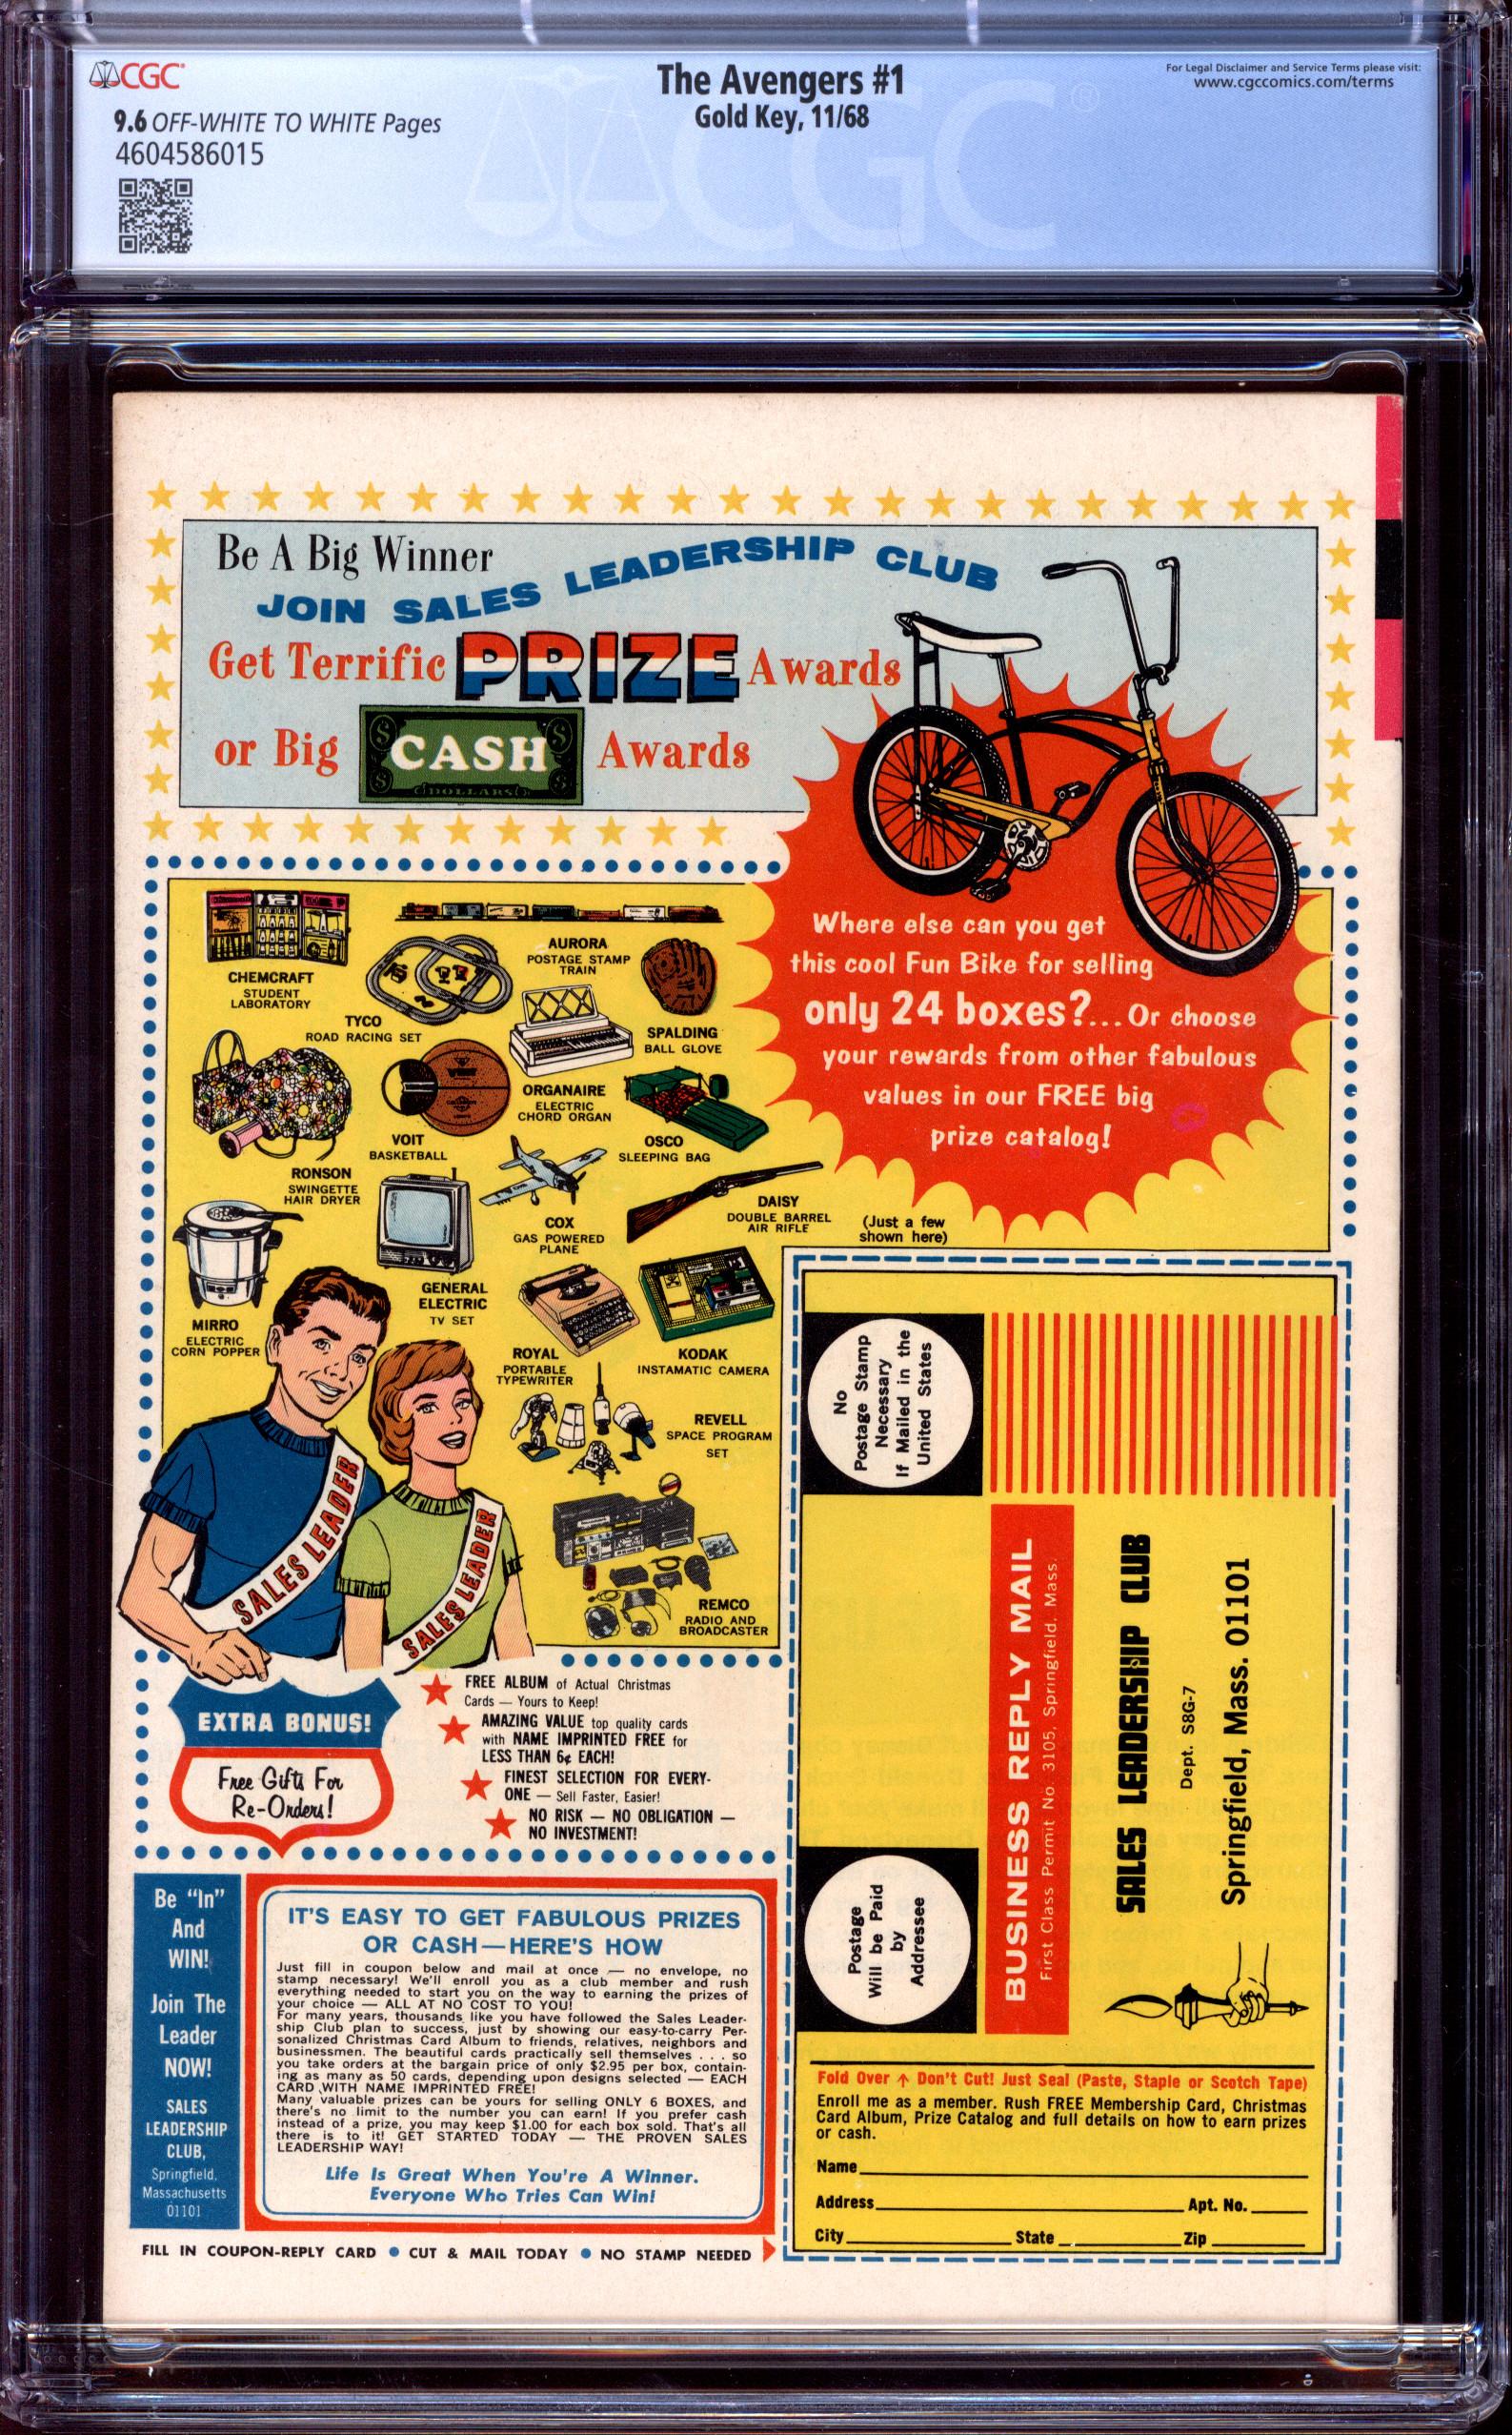 CGC
9.6 OFF-WHITE TO WHITE Pages
4604586015
The Avengers #1
Gold Key, 11/68
For Legal Disclaimer and Service Terms please visit:
www.cgccomics.com/terms
CGC
Be A Big Winner
JOIN SALES LEADERSHIP CLUB
Get Terrific PRIZE Awards
or Big CASH Awards
DOLLARS
Where else can you get
this cool Fun Bike for selling
only 24 boxes?... Or choose
your rewards from other fabulous
values in our FREE big
prize catalog!
CHEMCRAFT
STUDENT
LABORATORY
AURORA
POSTAGE STAMP
TRAIN
TYCO
ROAD RACING SET
SPALDING
BALL GLOVE
ORGANAIRE
ELECTRIC
CHORD ORGAN
VOIT
VOIT
BASKETBALL
OSCO
SLEEPING BAG
RONSON
SWINGETTE
HAIR DRYER
COX
GAS POWERED
PLANE
DAISY
DOUBLE BARREL
AIR RIFLE
(Just a few
shown here)
MIRRO
ELECTRIC
CORN POPPER
GENERAL
ELECTRIC
TV SET
ROYAL
PORTABLE
TYPEWRITER
KODAK
INSTAMATIC CAMERA
REVELL
SPACE PROGRAM
SET
REMCO
RADIO AND
BROADCASTER
SALES LEADER
SALES LEADER
EXTRA BONUS!
Free Gifts For
Re-Orders!
FREE ALBUM of Actual Christmas
Cards — Yours to Keep!
AMAZING VALUE top quality cards
with NAME IMPRINTED FREE for
LESS THAN 6¢ EACH!
FINEST SELECTION FOR EVERY-
ONE — Sell Faster, Easier!
NO RISK — NO OBLIGATION —
NO INVESTMENT!
Be "In"
And
WIN!
Join The
Leader
NOW!
SALES
LEADERSHIP
CLUB,
Springfield,
Massachusetts
01101
IT'S EASY TO GET FABULOUS PRIZES
OR CASH—HERE'S HOW
Just fill in coupon below and mail at once — no envelope, no
stamp necessary! We'll enroll you as a club member and rush
everything needed to start you on the way to earning the prizes of
your choice — ALL AT NO COST TO YOU!
For many years, thousands like you have followed the Sales Leader-
ship Club plan to success, just by showing our easy-to-carry Per-
sonalized Christmas Card Album to friends, relatives, neighbors and
businessmen. The beautiful cards practically sell themselves . . . so
you take orders at the bargain price of only $2.95 per box, contain-
ing as many as 50 cards, depending upon designs selected — EACH
CARD WITH NAME IMPRINTED FREE!
Many valuable prizes can be yours for selling ONLY 6 BOXES, and
there's no limit to the number you can earn! If you prefer cash
instead of a prize, you may keep $1.00 for each box sold. That's all
there is to it! GET STARTED TODAY — THE PROVEN SALES
LEADERSHIP WAY!
Life Is Great When You're A Winner.
Everyone Who Tries Can Win!
FILL IN COUPON-REPLY CARD • CUT & MAIL TODAY • NO STAMP NEEDED
No
Postage Stamp
Necessary
If Mailed in the
United States
Postage
Will be Paid
by
Addressee
BUSINESS REPLY MAIL
First Class Permit No. 3105, Springfield, Mass.
SALES LEADERSHIP CLUB
Dept. S8G-7
Springfield, Mass. 01101
Fold Over ↑ Don't Cut! Just Seal (Paste, Staple or Scotch Tape)
Enroll me as a member. Rush FREE Membership Card, Christmas
Card Album, Prize Catalog and full details on how to earn prizes
or cash.
Name
Address Apt. No.
City State Zip